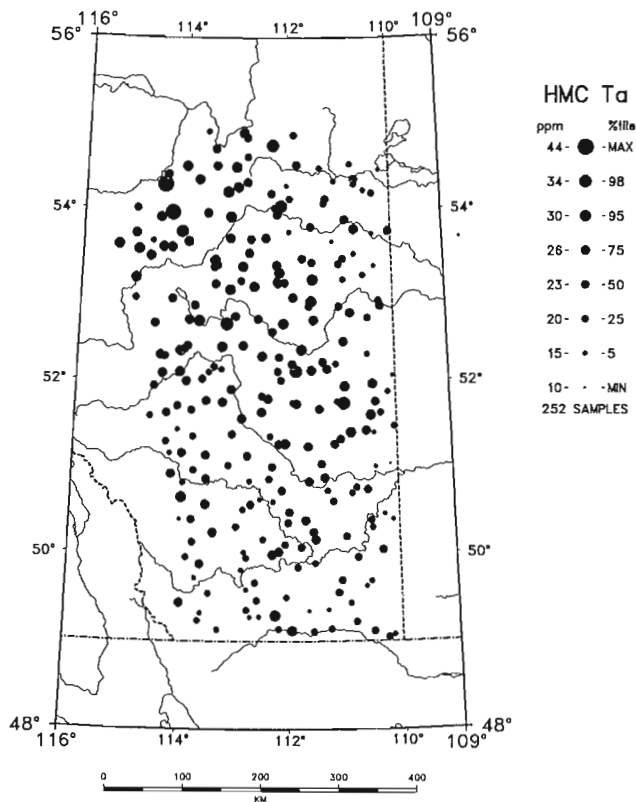 116° 114° 112° 110° 109°
56° 56°
HMC Ta
ppm %tile
44- -MAX
34- -98
30- -95
26- -75
23- -50
20- -25
15- -5
10- -MIN
252 SAMPLES
54° 54°
52° 52°
50° 50°
48° 48°
116° 114° 112° 110° 109°
0 100 200 300 400
KM